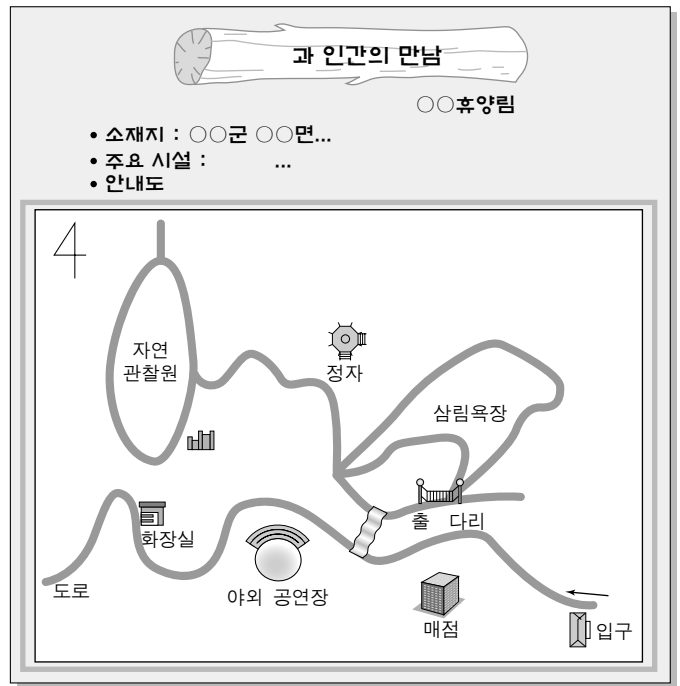 과 인간의 만남
○○휴양림
• 소재지 : ○○군 ○○면...
• 주요 시설 : ...
• 안내도
4
자연
관찰원
정자
삼림욕장
출 다리
화장실
도로
야외 공연장
매점
입구